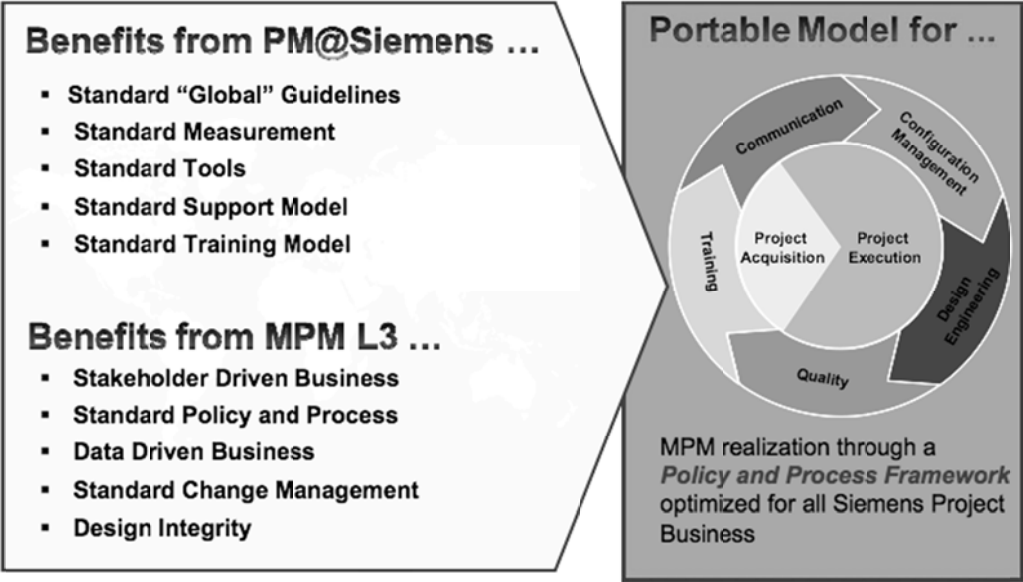 Benefits from PM@Siemens ...
▪ Standard “Global” Guidelines
▪ Standard Measurement
▪ Standard Tools
▪ Standard Support Model
▪ Standard Training Model
Benefits from MPM L3 ...
▪ Stakeholder Driven Business
▪ Standard Policy and Process
▪ Data Driven Business
▪ Standard Change Management
▪ Design Integrity
Portable Model for ...
Communication
Configuration
Management
Design
Engineering
Quality
Training
Project
Acquisition
Project
Execution
MPM realization through a
Policy and Process Framework
optimized for all Siemens Project
Business